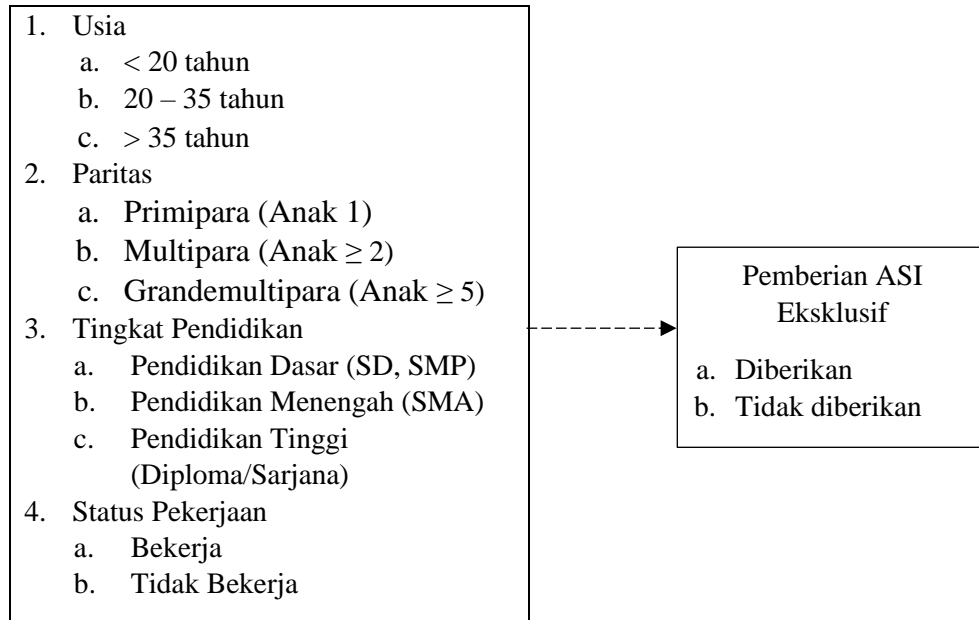 1. Usia
a. < 20 tahun
b. 20 – 35 tahun
c. > 35 tahun
2. Paritas
a. Primipara (Anak 1)
b. Multipara (Anak ≥ 2)
c. Grandemultipara (Anak ≥ 5)
3. Tingkat Pendidikan
a. Pendidikan Dasar (SD, SMP)
b. Pendidikan Menengah (SMA)
c. Pendidikan Tinggi
(Diploma/Sarjana)
4. Status Pekerjaan
a. Bekerja
b. Tidak Bekerja
Pemberian ASI
Eksklusif
a. Diberikan
b. Tidak diberikan